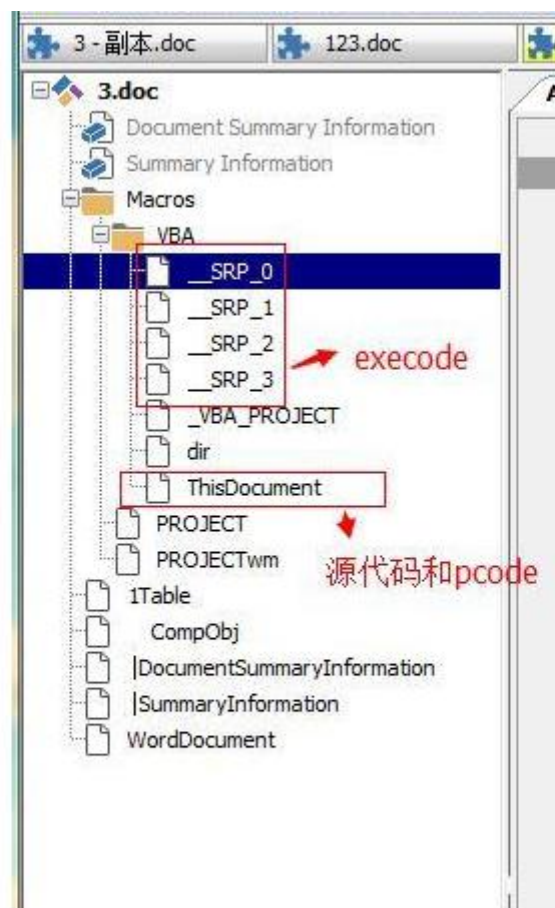 3 - 副本.doc
123.doc
3.doc
Document Summary Information
Summary Information
Macros
VBA
__SRP_0
__SRP_1
__SRP_2
__SRP_3
execode
_VBA_PROJECT
dir
ThisDocument
PROJECT
PROJECTwm
源代码和pcode
1Table
CompObj
|DocumentSummaryInformation
|SummaryInformation
WordDocument